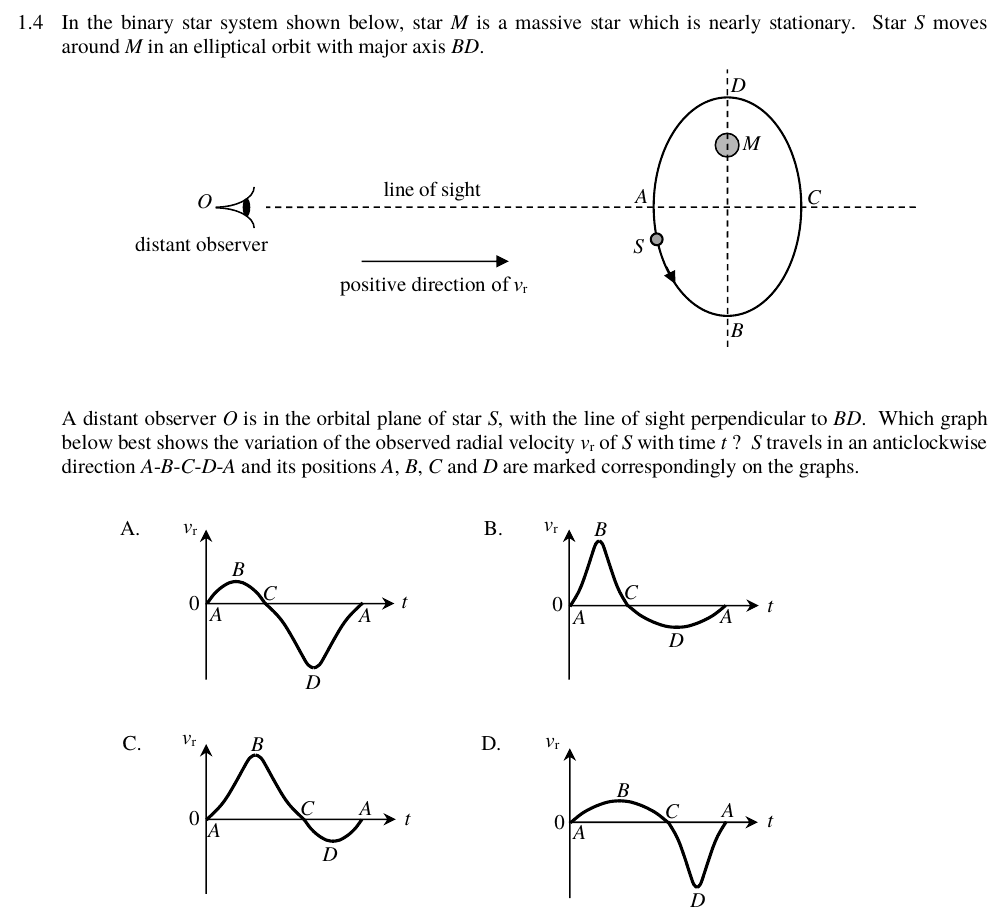 1.4 In the binary star system shown below, star M is a massive star which is nearly stationary. Star S moves
around M in an elliptical orbit with major axis BD.
D
M
O
line of sight
A
C
distant observer
S
positive direction of vr
B
A distant observer O is in the orbital plane of star S, with the line of sight perpendicular to BD. Which graph
below best shows the variation of the observed radial velocity vr of S with time t ? S travels in an anticlockwise
direction A-B-C-D-A and its positions A, B, C and D are marked correspondingly on the graphs.
A.
vr
B
C
0
t
A
A
D
B.
vr
B
C
0
t
A
A
D
C.
vr
B
C
A
0
t
A
D
D.
vr
B
C
A
0
t
A
D